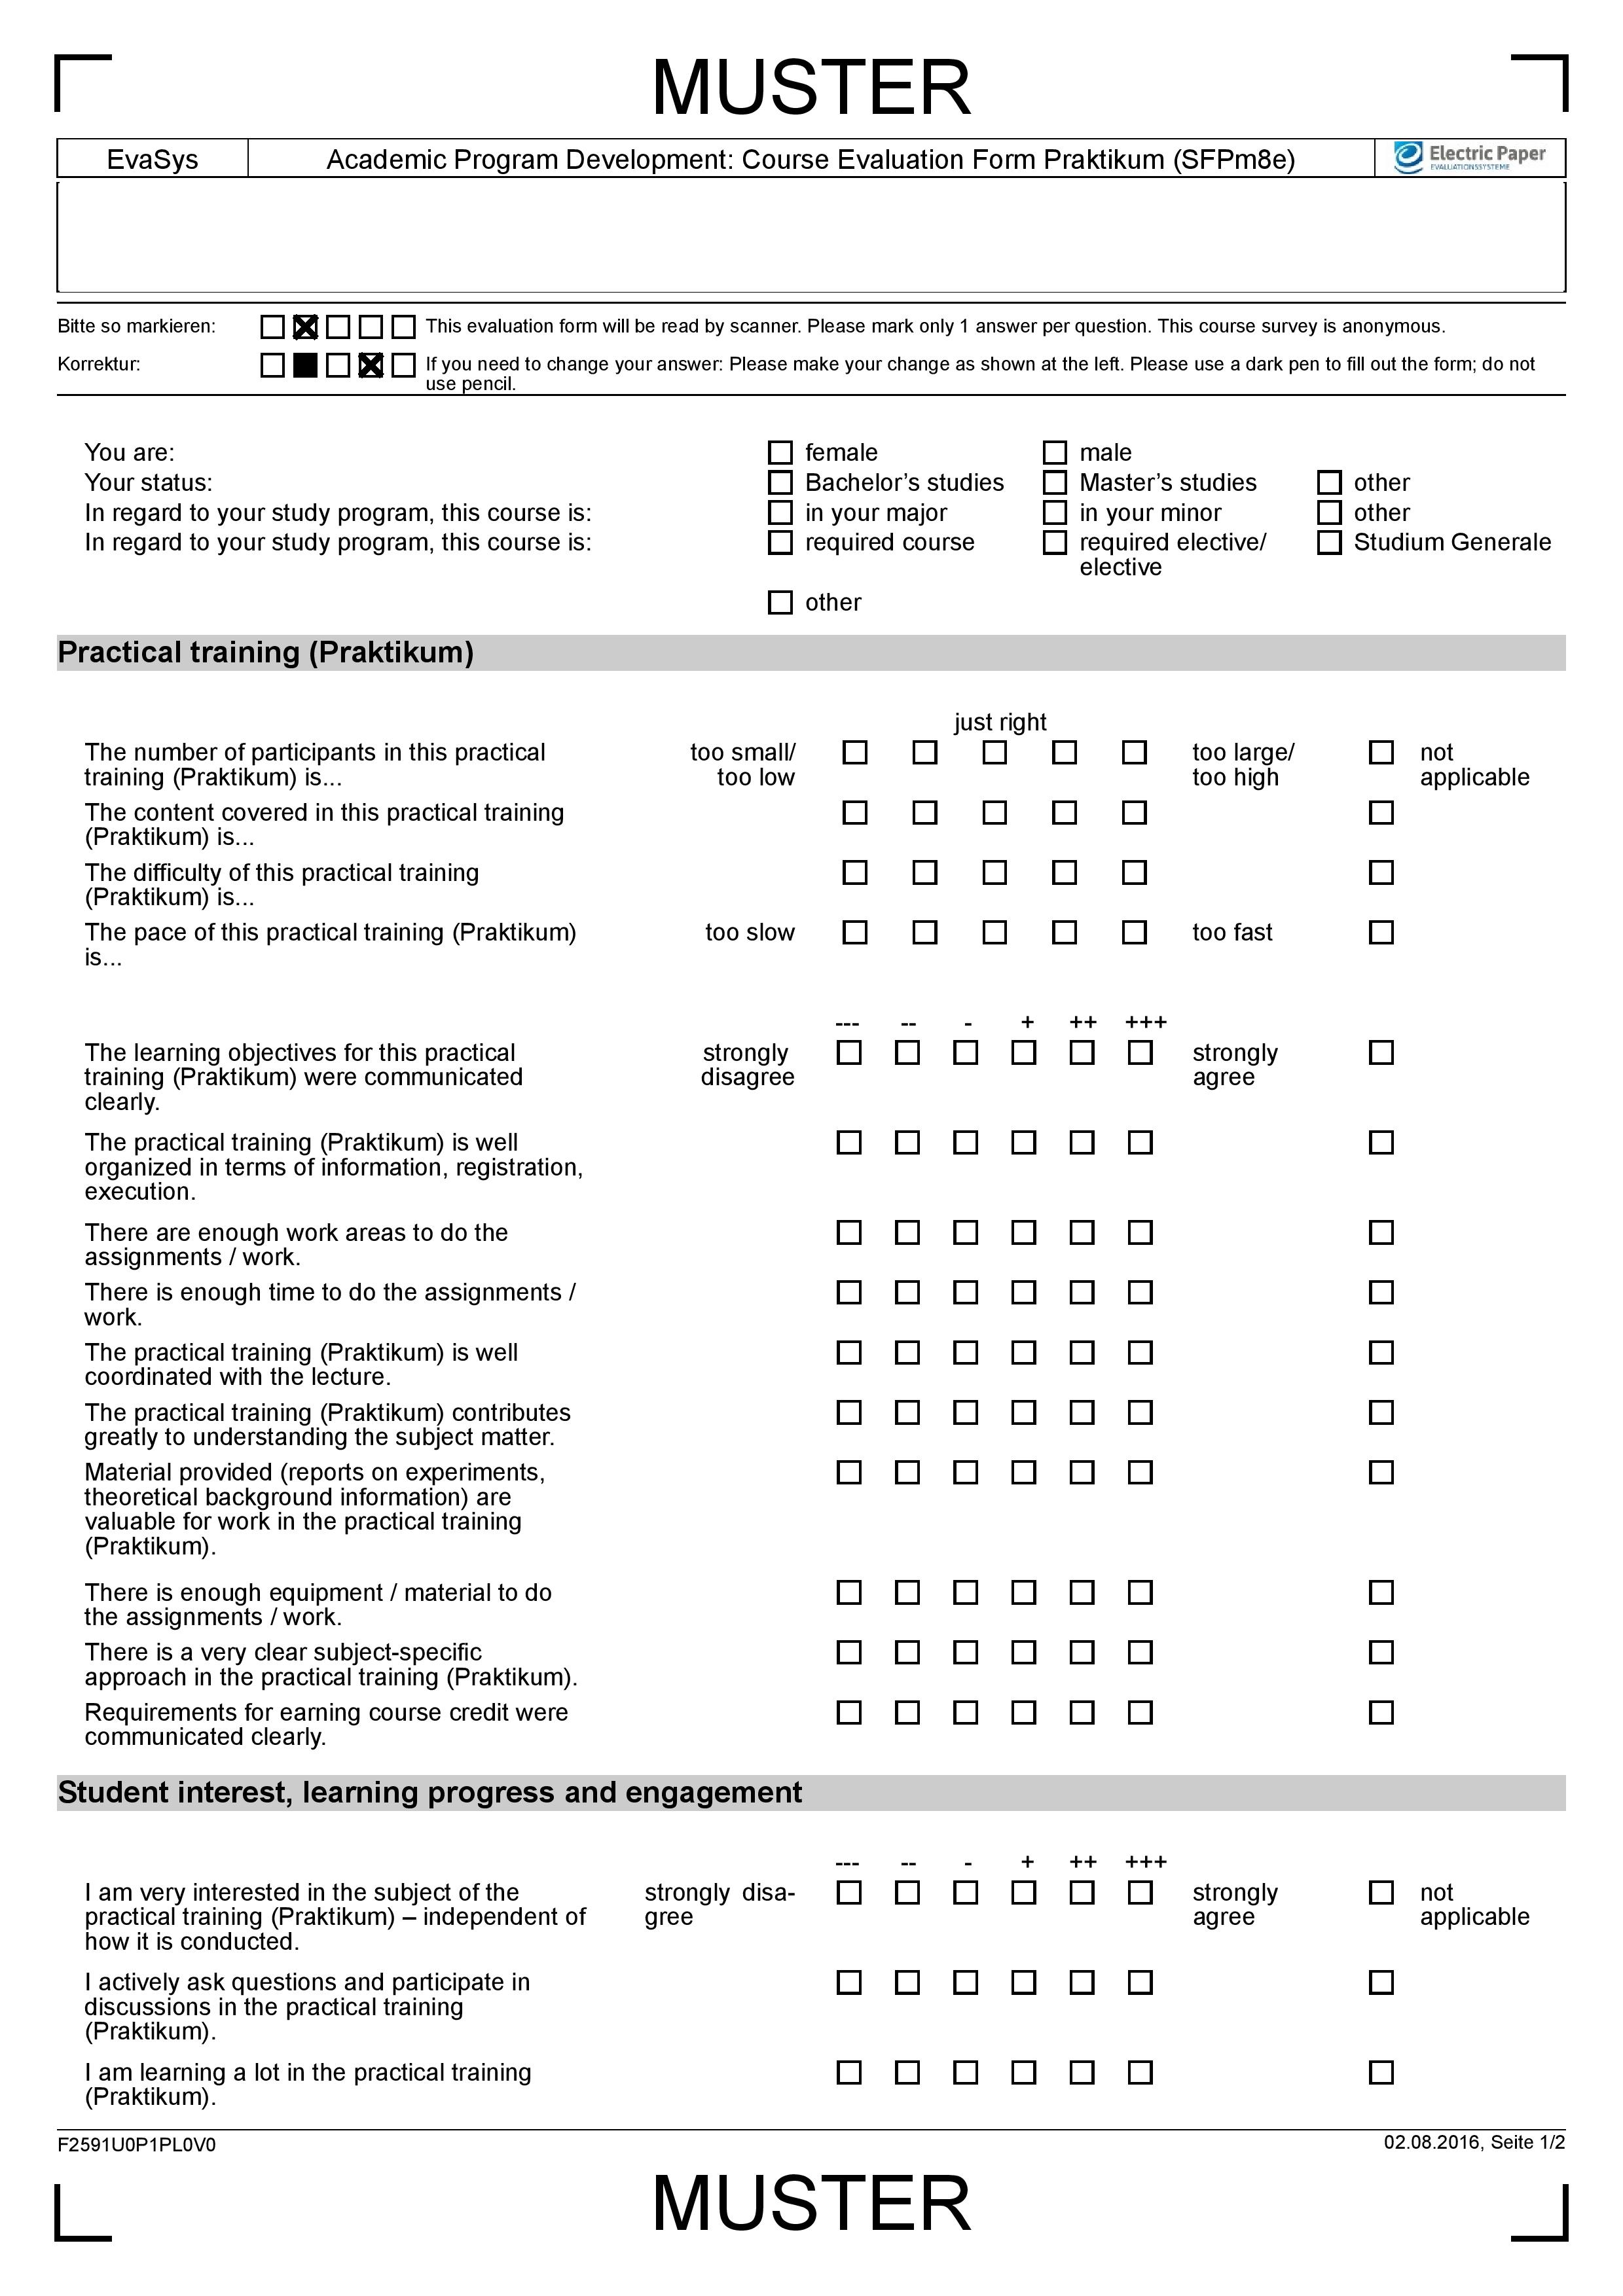 MUSTER
EvaSys
Academic Program Development: Course Evaluation Form Praktikum (SFPm8e)
Electric Paper
EVALUATIONSSYSTEME
Bitte so markieren:
This evaluation form will be read by scanner. Please mark only 1 answer per question. This course survey is anonymous.
Korrektur:
If you need to change your answer: Please make your change as shown at the left. Please use a dark pen to fill out the form; do not
use pencil.
You are:
female
male
Your status:
Bachelor’s studies
Master’s studies
other
In regard to your study program, this course is:
in your major
in your minor
other
In regard to your study program, this course is:
required course
required elective/
elective
Studium Generale
other
Practical training (Praktikum)
just right
The number of participants in this practical
training (Praktikum) is...
too small/
too low
too large/
too high
not
applicable
The content covered in this practical training
(Praktikum) is...
The difficulty of this practical training
(Praktikum) is...
The pace of this practical training (Praktikum)
is...
too slow
too fast
--- -- - + ++ +++
The learning objectives for this practical
training (Praktikum) were communicated
clearly.
strongly
disagree
strongly
agree
The practical training (Praktikum) is well
organized in terms of information, registration,
execution.
There are enough work areas to do the
assignments / work.
There is enough time to do the assignments /
work.
The practical training (Praktikum) is well
coordinated with the lecture.
The practical training (Praktikum) contributes
greatly to understanding the subject matter.
Material provided (reports on experiments,
theoretical background information) are
valuable for work in the practical training
(Praktikum).
There is enough equipment / material to do
the assignments / work.
There is a very clear subject-specific
approach in the practical training (Praktikum).
Requirements for earning course credit were
communicated clearly.
Student interest, learning progress and engagement
--- -- - + ++ +++
I am very interested in the subject of the
practical training (Praktikum) – independent of
how it is conducted.
strongly disa-
gree
strongly
agree
not
applicable
I actively ask questions and participate in
discussions in the practical training
(Praktikum).
I am learning a lot in the practical training
(Praktikum).
F2591U0P1PL0V0
02.08.2016, Seite 1/2
MUSTER